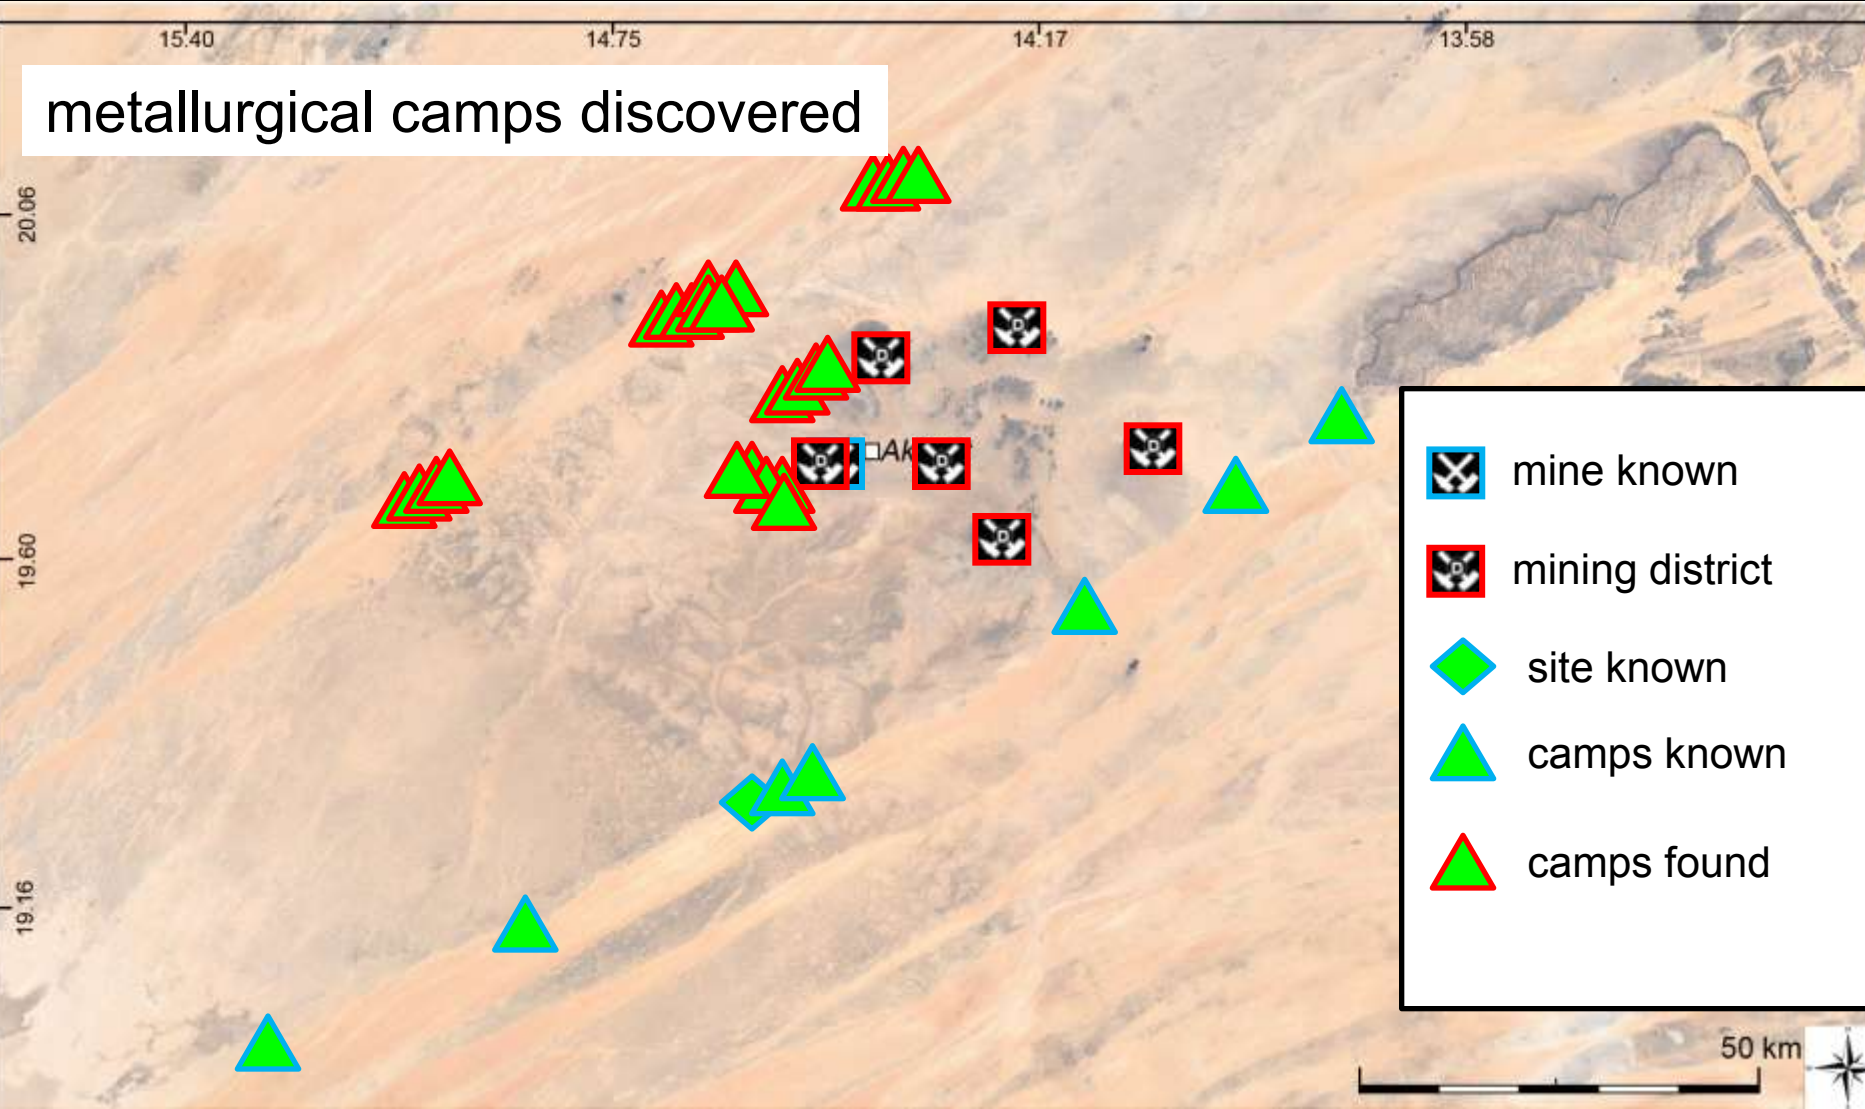 15.40 14.75 14.17 13.58
metallurgical camps discovered
20.06
19.60
19.16
mine known
mining district
site known
camps known
camps found
50 km